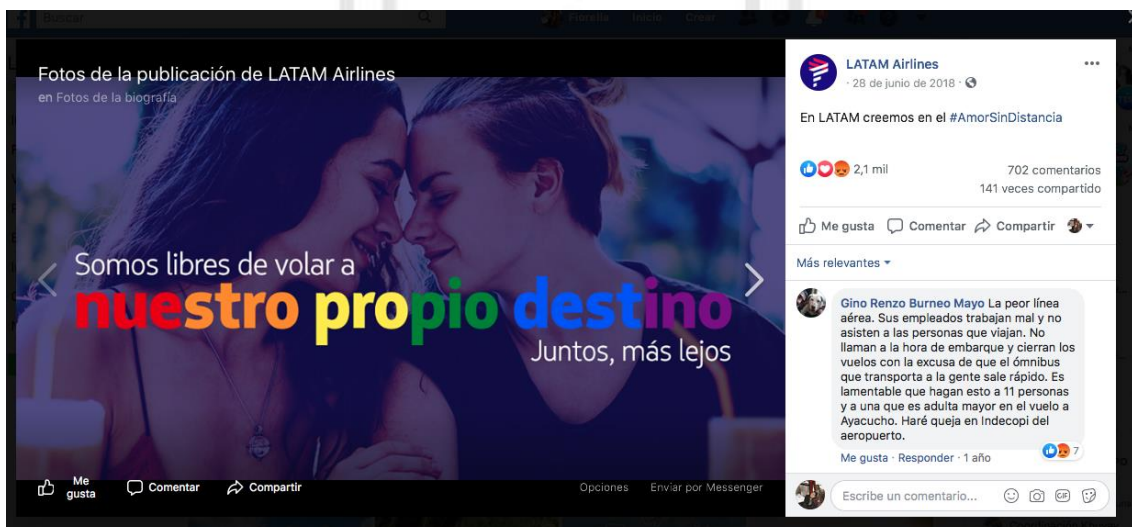 Buscar
Fiorella Inicio Crear
Fotos de la publicación de LATAM Airlines
en Fotos de la biografía
Somos libres de volar a
nuestro propio destino
Juntos, más lejos
Me gusta Comentar Compartir
Opciones Enviar por Messenger
LATAM Airlines
· 28 de junio de 2018 ·
En LATAM creemos en el #AmorSinDistancia
2,1 mil
702 comentarios
141 veces compartido
Me gusta Comentar Compartir
Más relevantes
Gino Renzo Burneo Mayo La peor línea
aérea. Sus empleados trabajan mal y no
asisten a las personas que viajan. No
llaman a la hora de embarque y cierran los
vuelos con la excusa de que el ómnibus
que transporta a la gente sale rápido. Es
lamentable que hagan esto a 11 personas
y a una que es adulta mayor en el vuelo a
Ayacucho. Haré queja en Indecopi del
aeropuerto.
7
Me gusta · Responder · 1 año
Escribe un comentario...
GIF